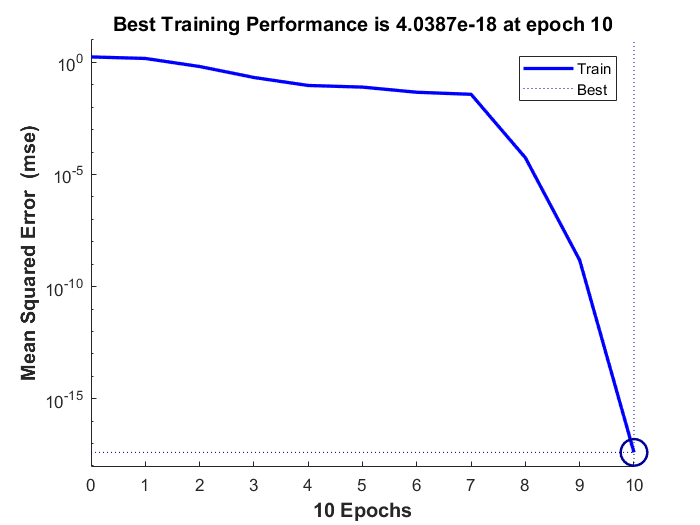 Best Training Performance is 4.0387e-18 at epoch 10
Mean Squared Error (mse)
10^0
10^-5
10^-10
10^-15
Train
Best
0 1 2 3 4 5 6 7 8 9 10
10 Epochs